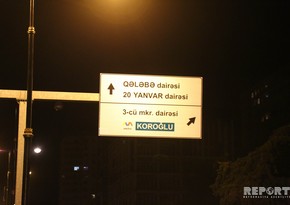 QƏLƏBƏ dairəsi
20 YANVAR dairəsi
3-cü mkr. dairəsi
KOROĞLU
REPORT